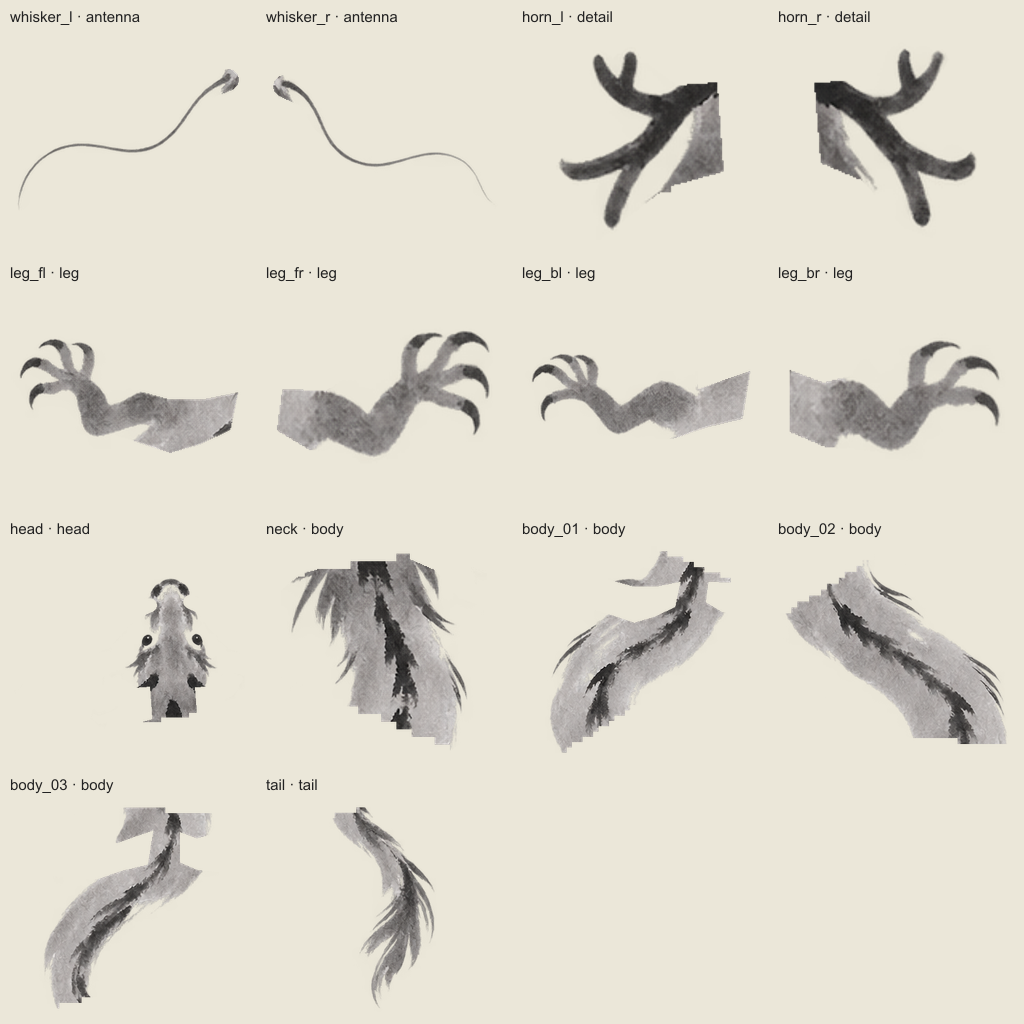 whisker_l · antenna
whisker_r · antenna
horn_l · detail
horn_r · detail
leg_fl · leg
leg_fr · leg
leg_bl · leg
leg_br · leg
head · head
neck · body
body_01 · body
body_02 · body
body_03 · body
tail · tail